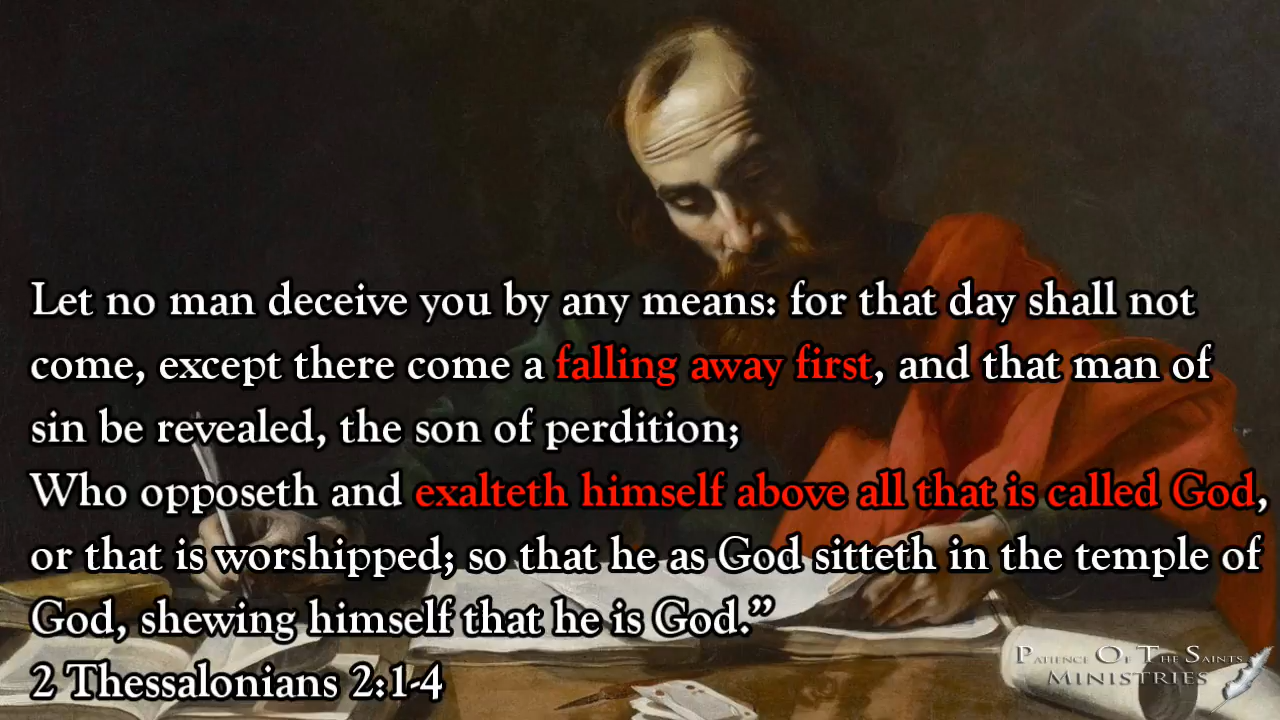 Let no man deceive you by any means: for that day shall not
come, except there come a falling away first, and that man of
sin be revealed, the son of perdition;
Who opposeth and exalteth himself above all that is called God,
or that is worshipped; so that he as God sitteth in the temple of
God, shewing himself that he is God.”
2 Thessalonians 2:1-4
Patience Of The Saints
Ministries